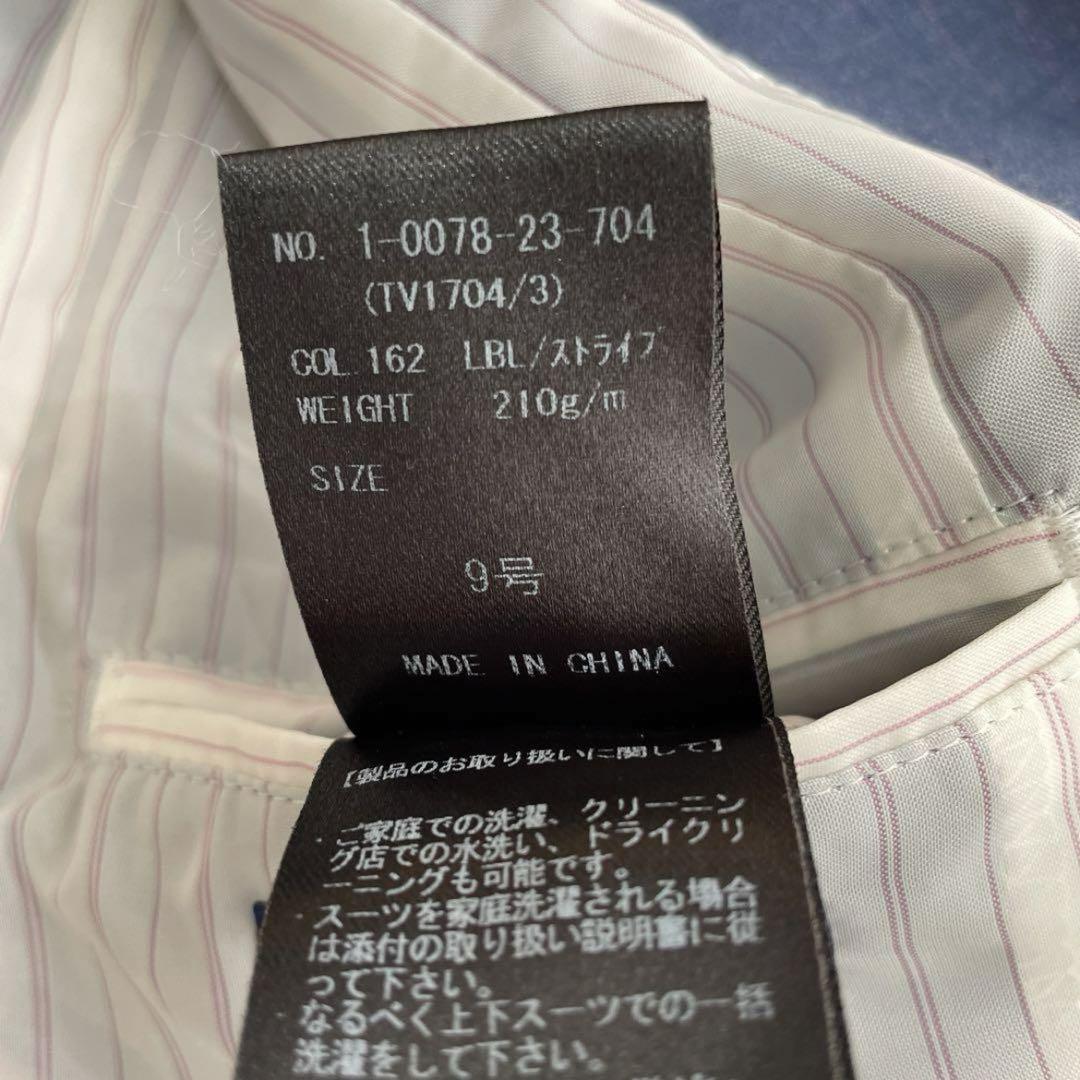 NO. 1-0078-23-704
(TV1704/3)
COL.162 LBL/ストライプ
WEIGHT 210g/m
SIZE
9号
MADE IN CHINA
【製品のお取り扱いに関して】
ご家庭での洗濯、クリーニン
グ店での水洗い、ドライクリ
ーニングも可能です。
スーツを家庭洗濯される場合
は添付の取り扱い説明書に従
って下さい。
なるべく上下スーツでの一括
洗濯をして下さい。